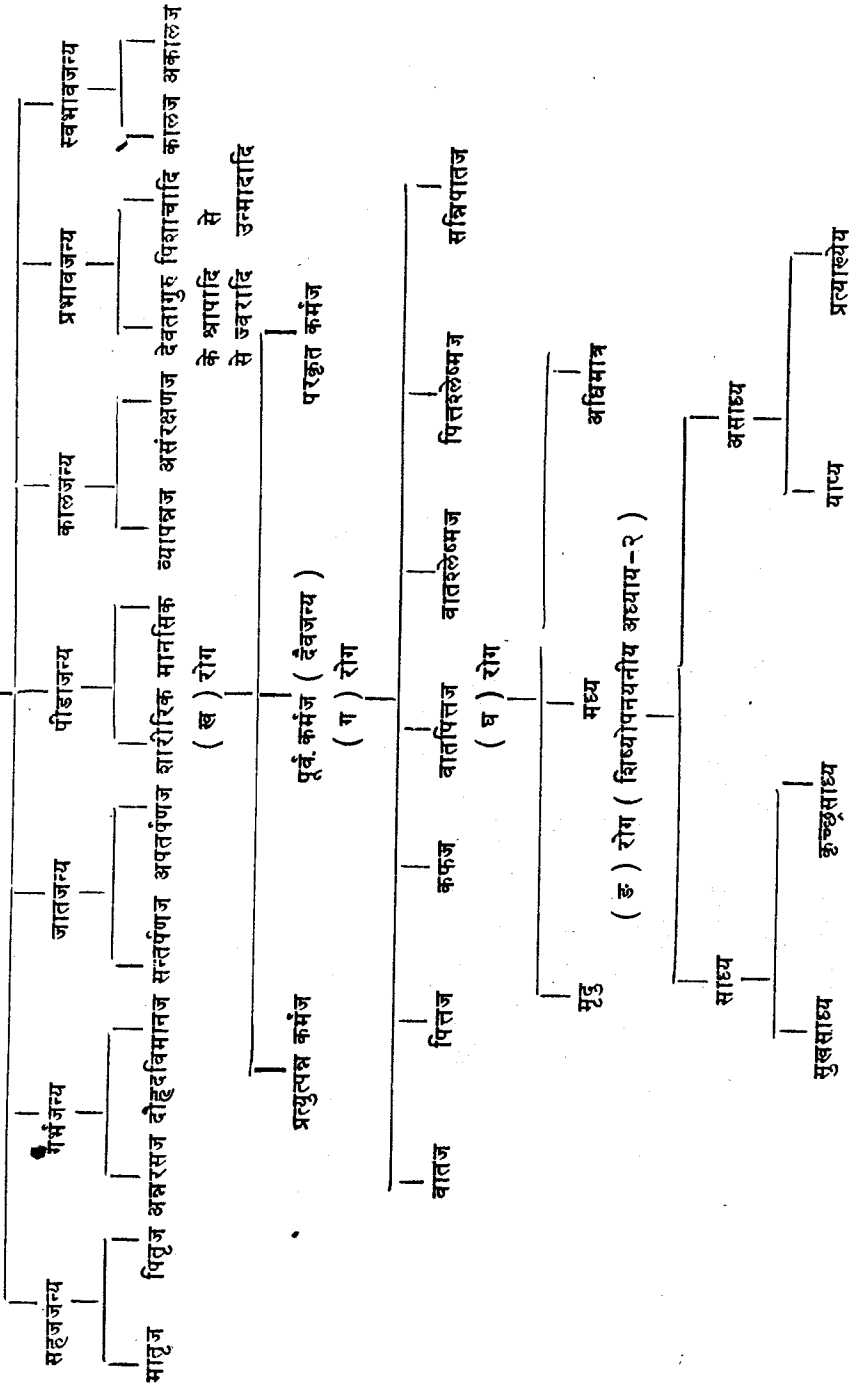 सहजजन्य गर्भजन्य जातजन्य पीडाजन्य कालजन्य प्रभावजन्य स्वभावजन्य
मातृज पितृज अन्नरसज दौहृदविमानज सन्तर्पणज अपतर्पणज शारीरिक मानसिक व्यापन्नज असंरक्षणज देवतागुरु पिशाचादि कालज अकालज
के श्रापादि से
से ज्वरादि उन्मादादि
( ख ) रोग
प्रत्युत्पन्न कर्मज पूर्व. कर्मज ( दैवजन्य ) परकृत कर्मज
( ग ) रोग
वातज पित्तज कफज वातपित्तज वातश्लेष्मज पित्तश्लेष्मज सन्निपातज
( घ ) रोग
मृदु मध्य अधिमात्र
( ङ ) रोग ( शिष्योपनयनीय अध्याय-२ )
साध्य असाध्य
सुखसाध्य कृच्छ्रसाध्य याप्य प्रत्याख्येय